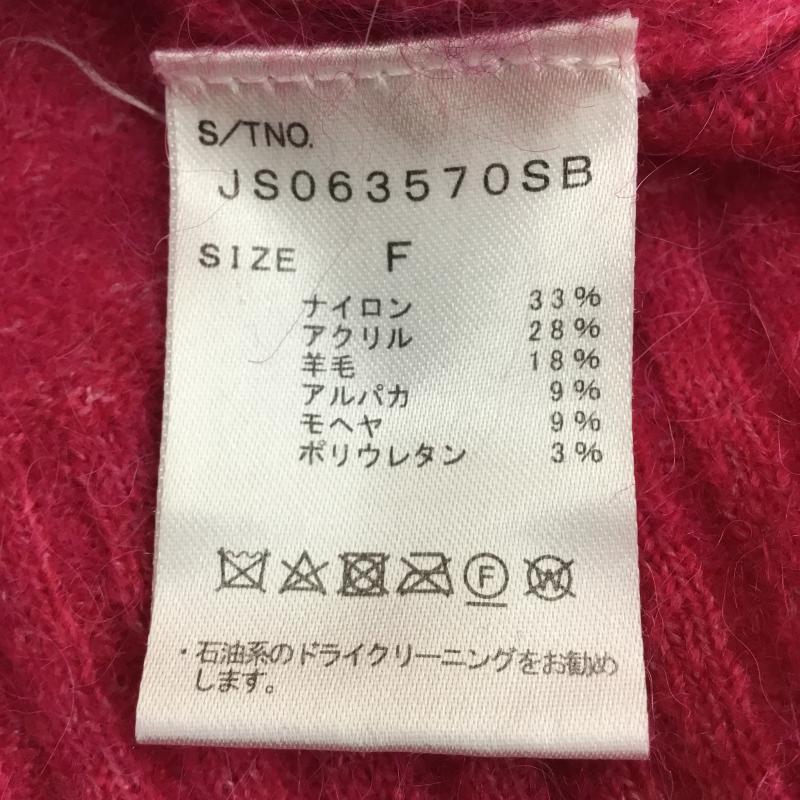 S/TNO.
JS063570SB
SIZE F
ナイロン 33%
アクリル 28%
羊毛 18%
アルパカ 9%
モヘヤ 9%
ポリウレタン 3%
F W
・石油系のドライクリーニングをお勧め
します。